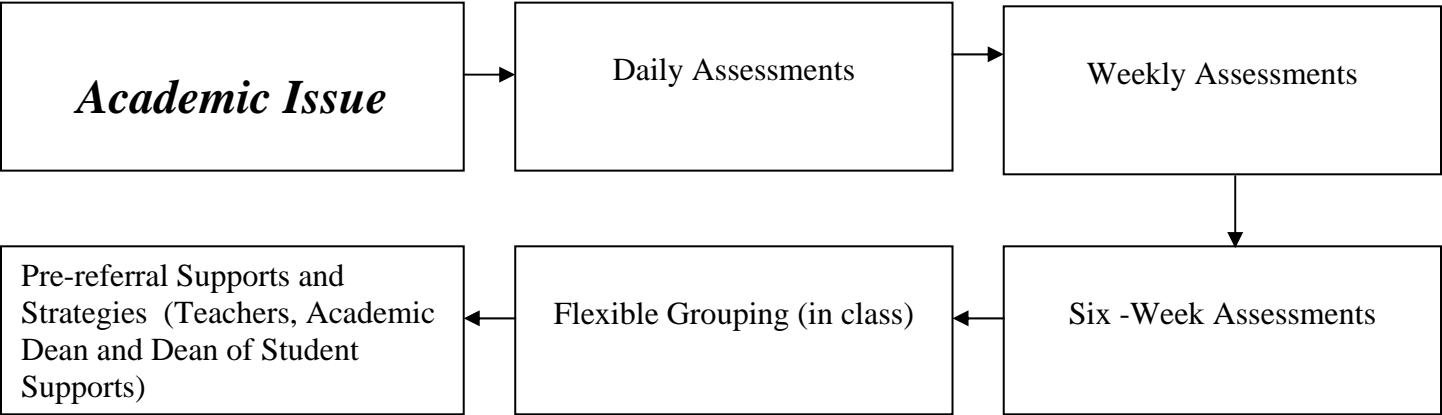 Academic Issue
Daily Assessments
Weekly Assessments
Six -Week Assessments
Flexible Grouping (in class)
Pre-referral Supports and
Strategies  (Teachers, Academic
Dean and Dean of Student
Supports)